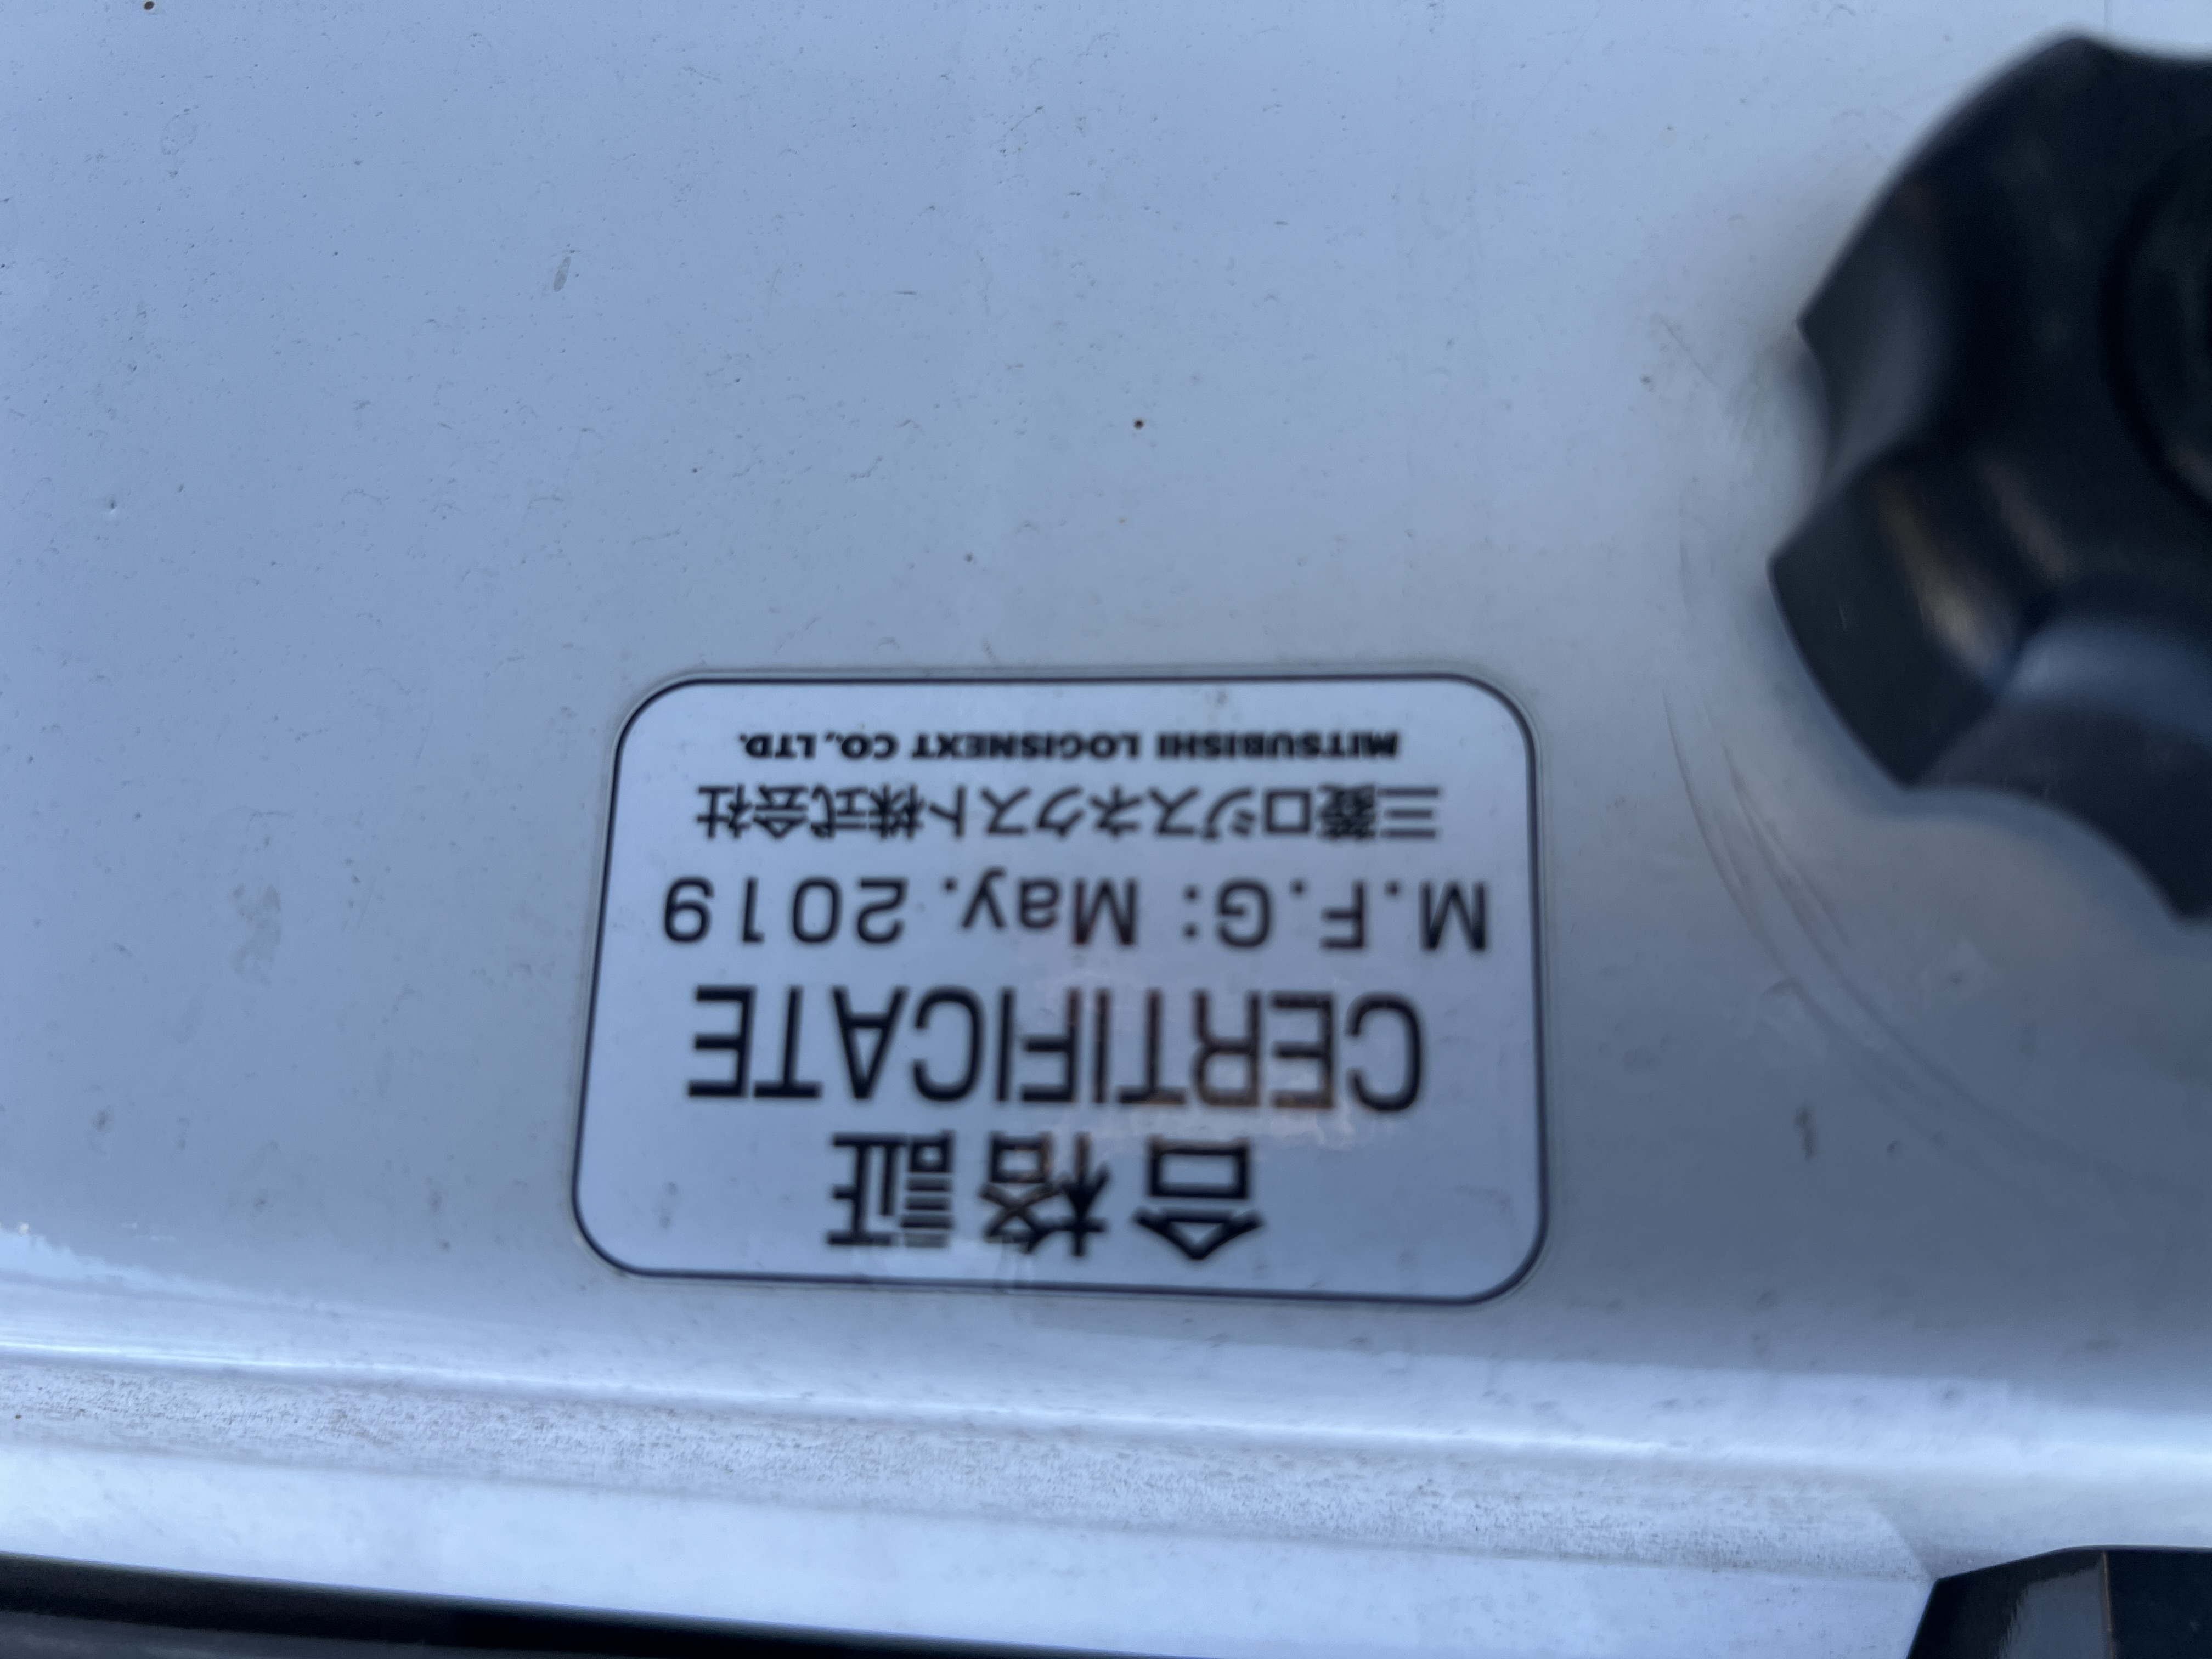 合格証
CERTIFICATE
M.F.G: May. 2019
三菱ロジスネクスト株式会社
MITSUBISHI LOGISNEXT CO., LTD.